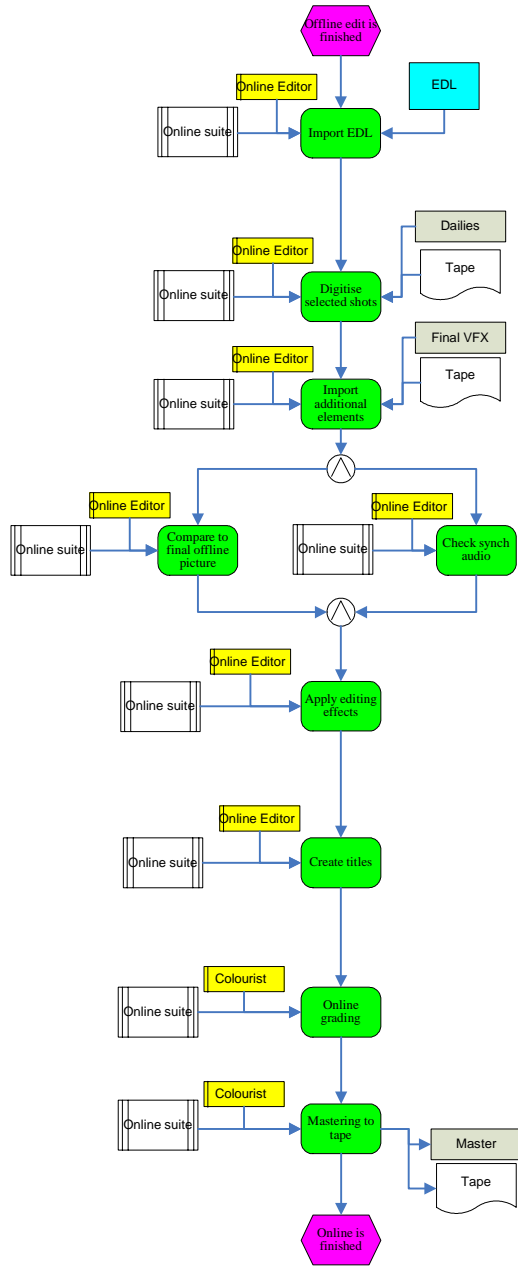 Offline edit is
finished
Online Editor
EDL
Online suite
Import EDL
Dailies
Online Editor
Tape
Online suite
Digitise
selected shots
Final VFX
Online Editor
Tape
Online suite
Import
additional
elements
Online Editor
Online Editor
Online suite
Compare to
final offline
picture
Online suite
Check synch
audio
Online Editor
Online suite
Apply editing
effects
Online Editor
Online suite
Create titles
Colourist
Online suite
Online
grading
Colourist
Online suite
Mastering to
tape
Master
Tape
Online is
finished